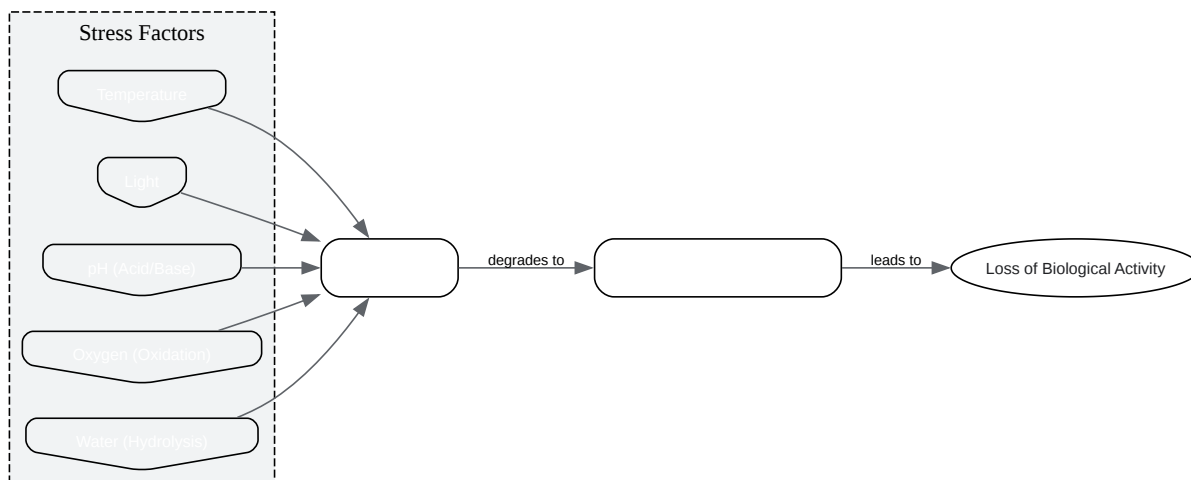 Stress Factors
Temperature
Light
pH (Acid/Base)
Oxygen (Oxidation)
Water (Hydrolysis)
degrades to
leads to
Loss of Biological Activity